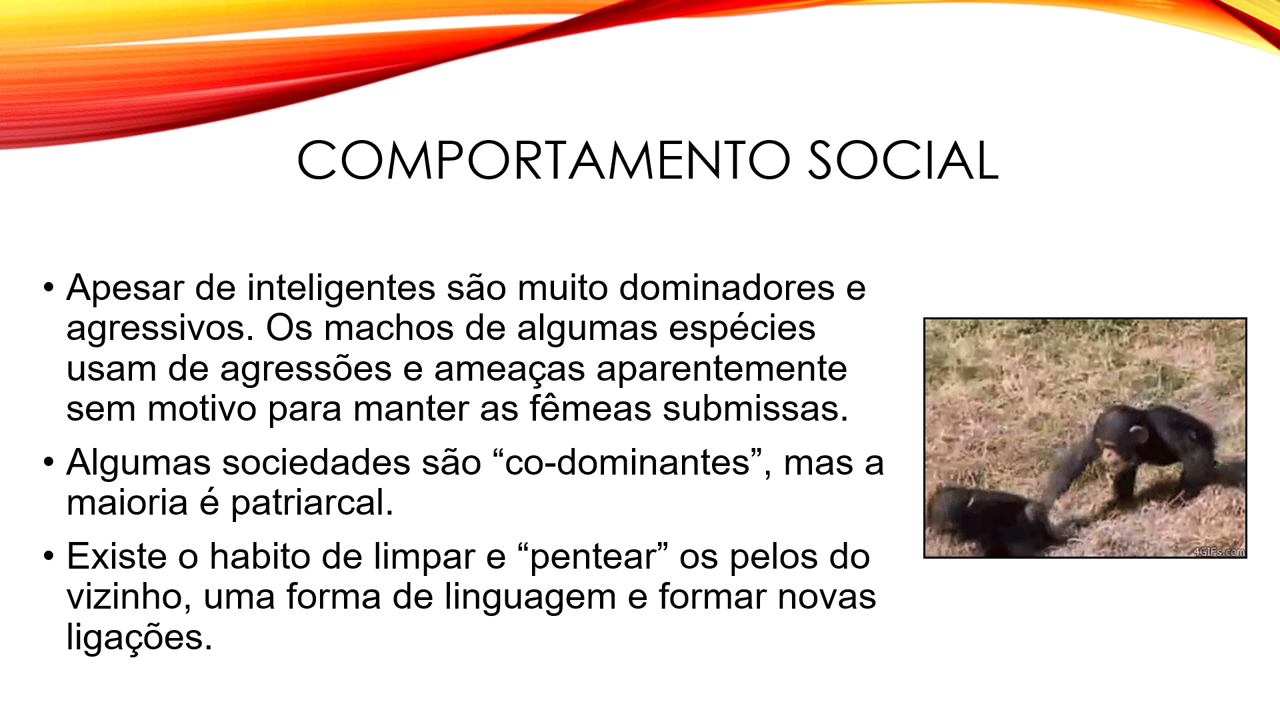 COMPORTAMENTO SOCIAL
• Apesar de inteligentes são muito dominadores e
agressivos. Os machos de algumas espécies
usam de agressões e ameaças aparentemente
sem motivo para manter as fêmeas submissas.
• Algumas sociedades são “co-dominantes”, mas a
maioria é patriarcal.
• Existe o habito de limpar e “pentear” os pelos do
vizinho, uma forma de linguagem e formar novas
ligações.
4GIFs.com